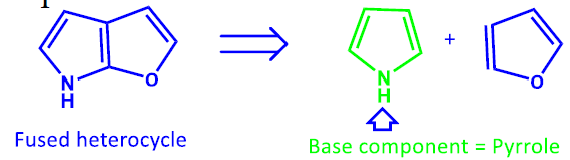 N
H
O
+
N
H
O
Fused heterocycle
Base component = Pyrrole